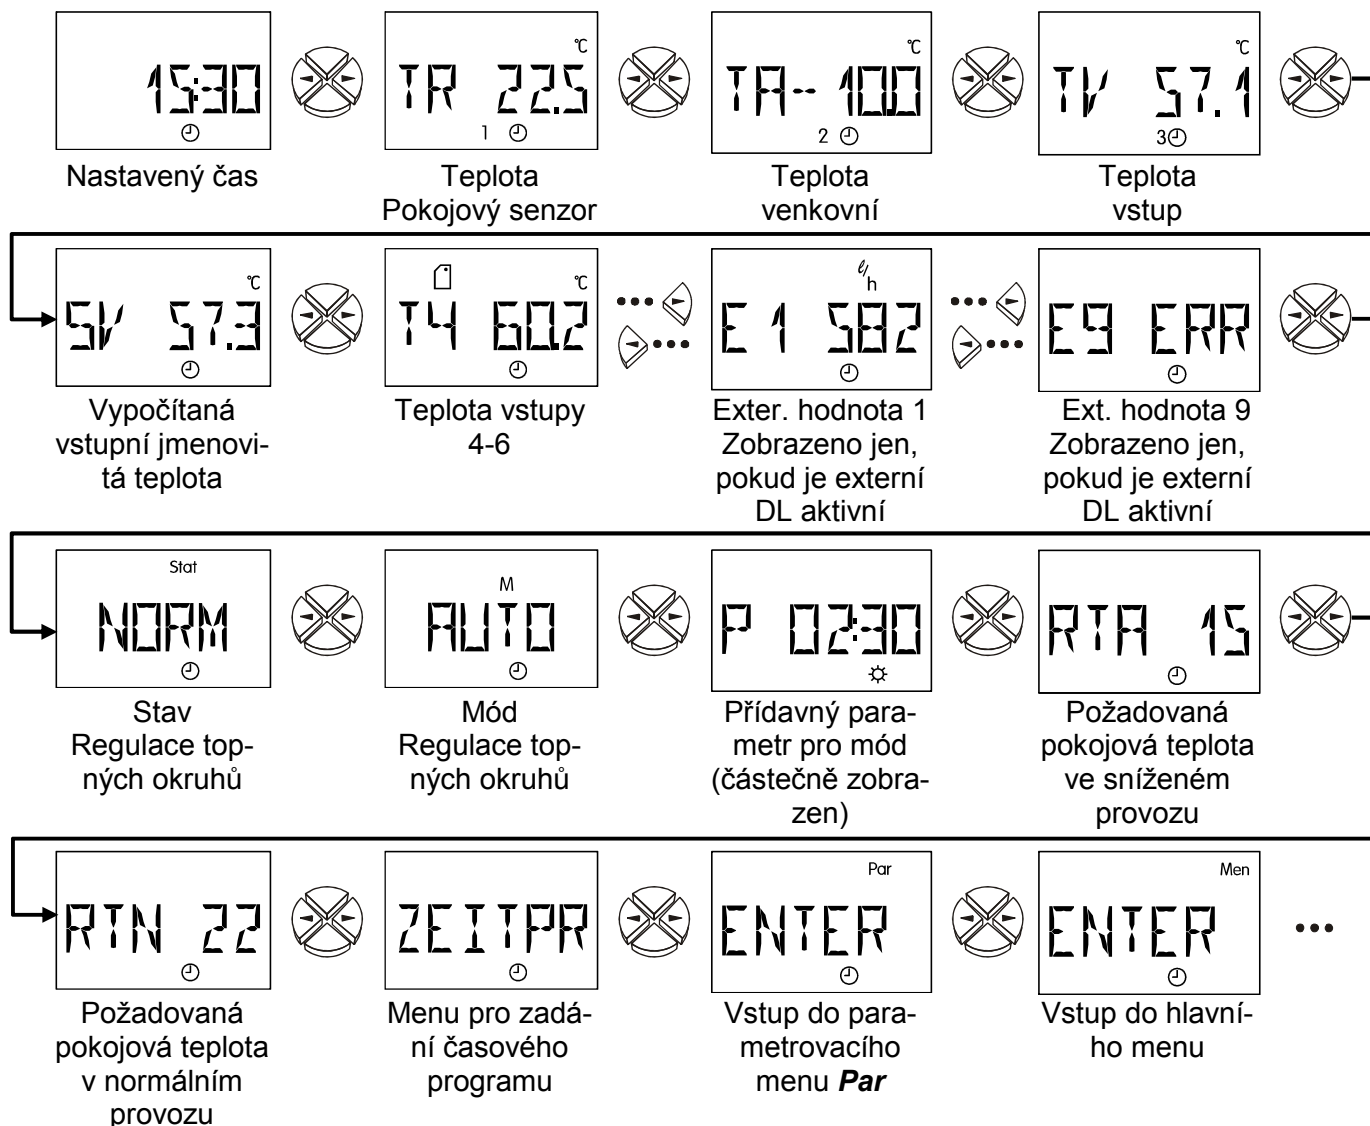 15:30
°C
TR 22.5
1
°C
TA-- 10.0
2
°C
TV 57.1
3
Nastavený čas
Teplota
Pokojový senzor
Teplota
venkovní
Teplota
vstup
°C
SV 57.3
°C
T4 60.2
l/h
E 1 582
E9 ERR
Vypočítaná
vstupní jmenovi-
tá teplota
Teplota vstupy
4-6
Exter. hodnota 1
Zobrazeno jen,
pokud je externí
DL aktivní
Ext. hodnota 9
Zobrazeno jen,
pokud je externí
DL aktivní
Stat
NORM
M
AUTO
P 02:30
RTA 15
Stav
Regulace top-
ných okruhů
Mód
Regulace top-
ných okruhů
Přídavný para-
metr pro mód
(částečně zobra-
zen)
Požadovaná
pokojová teplota
ve sníženém
provozu
RTN 22
ZEITPR
Par
ENTER
Men
ENTER
Požadovaná
pokojová teplota
v normálním
provozu
Menu pro zadá-
ní časového
programu
Vstup do para-
metrovacího
menu Par
Vstup do hlavní-
ho menu